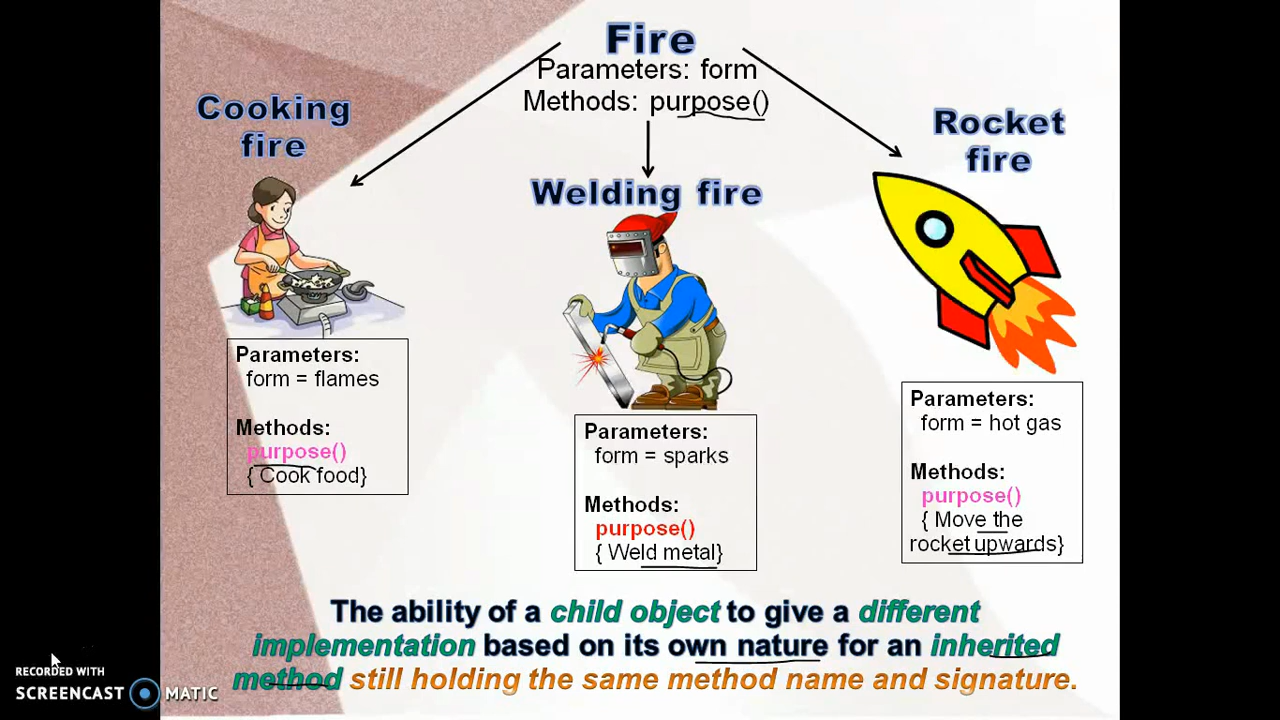 Fire
Parameters: form
Methods: purpose()
Cooking
fire
Welding fire
Rocket
fire
Parameters:
form = flames
Methods:
purpose()
{ Cook food}
Parameters:
form = sparks
Methods:
purpose()
{ Weld metal}
Parameters:
form = hot gas
Methods:
purpose()
{ Move the
rocket upwards}
The ability of a child object to give a different
implementation based on its own nature for an inherited
method still holding the same method name and signature.
RECORDED WITH
SCREENCAST MATIC